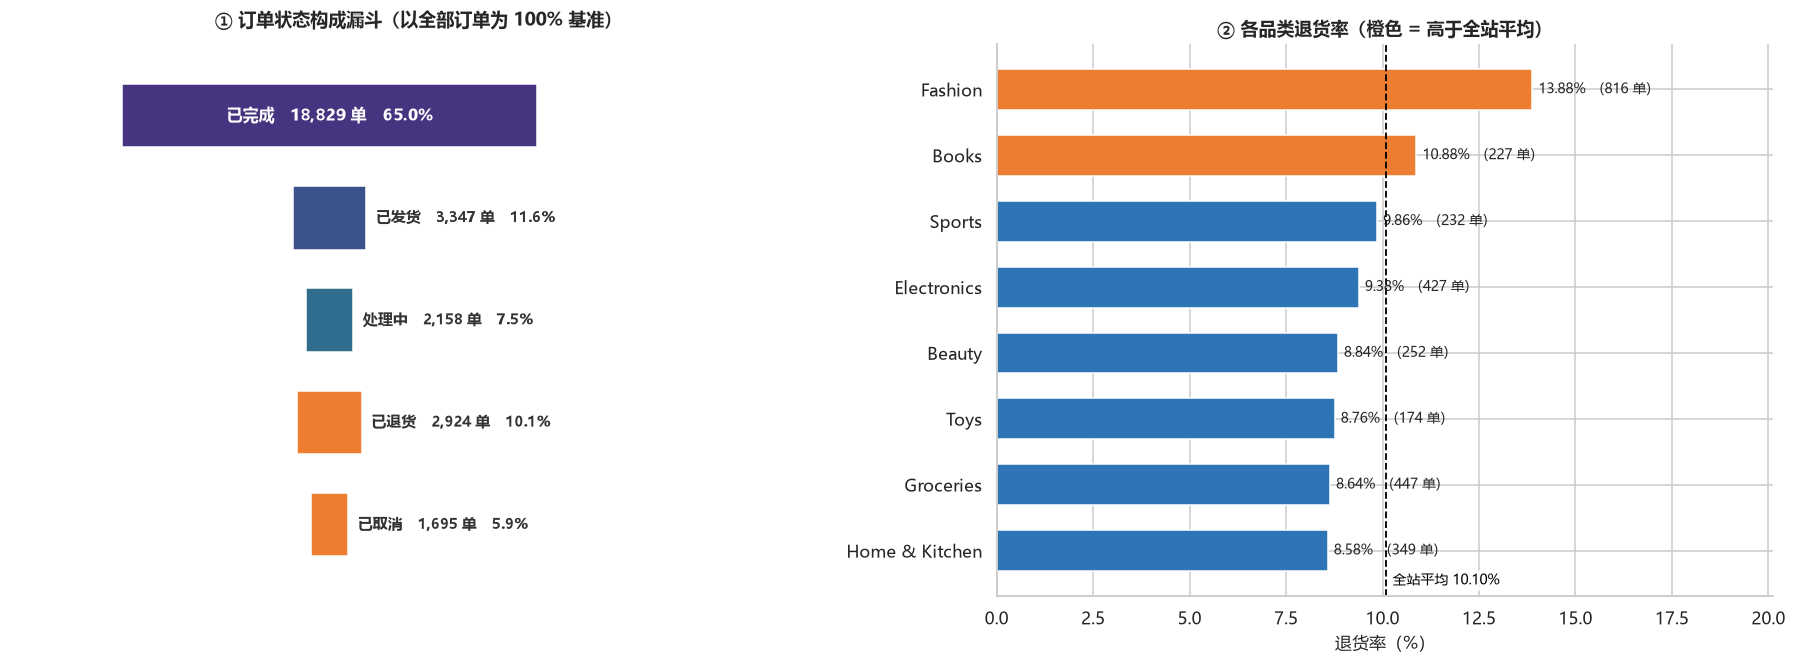 ① 订单状态构成漏斗（以全部订单为 100% 基准）
已完成 18,829 单 65.0%
已发货 3,347 单 11.6%
处理中 2,158 单 7.5%
已退货 2,924 单 10.1%
已取消 1,695 单 5.9%
② 各品类退货率（橙色 = 高于全站平均）
Fashion 13.88% (816 单)
Books 10.88% (227 单)
Sports 9.86% (232 单)
Electronics 9.33% (427 单)
Beauty 8.84% (252 单)
Toys 8.76% (174 单)
Groceries 8.64% (447 单)
Home & Kitchen 8.58% (349 单)
全站平均 10.10%
0.0 2.5 5.0 7.5 10.0 12.5 15.0 17.5 20.0
退货率（%）